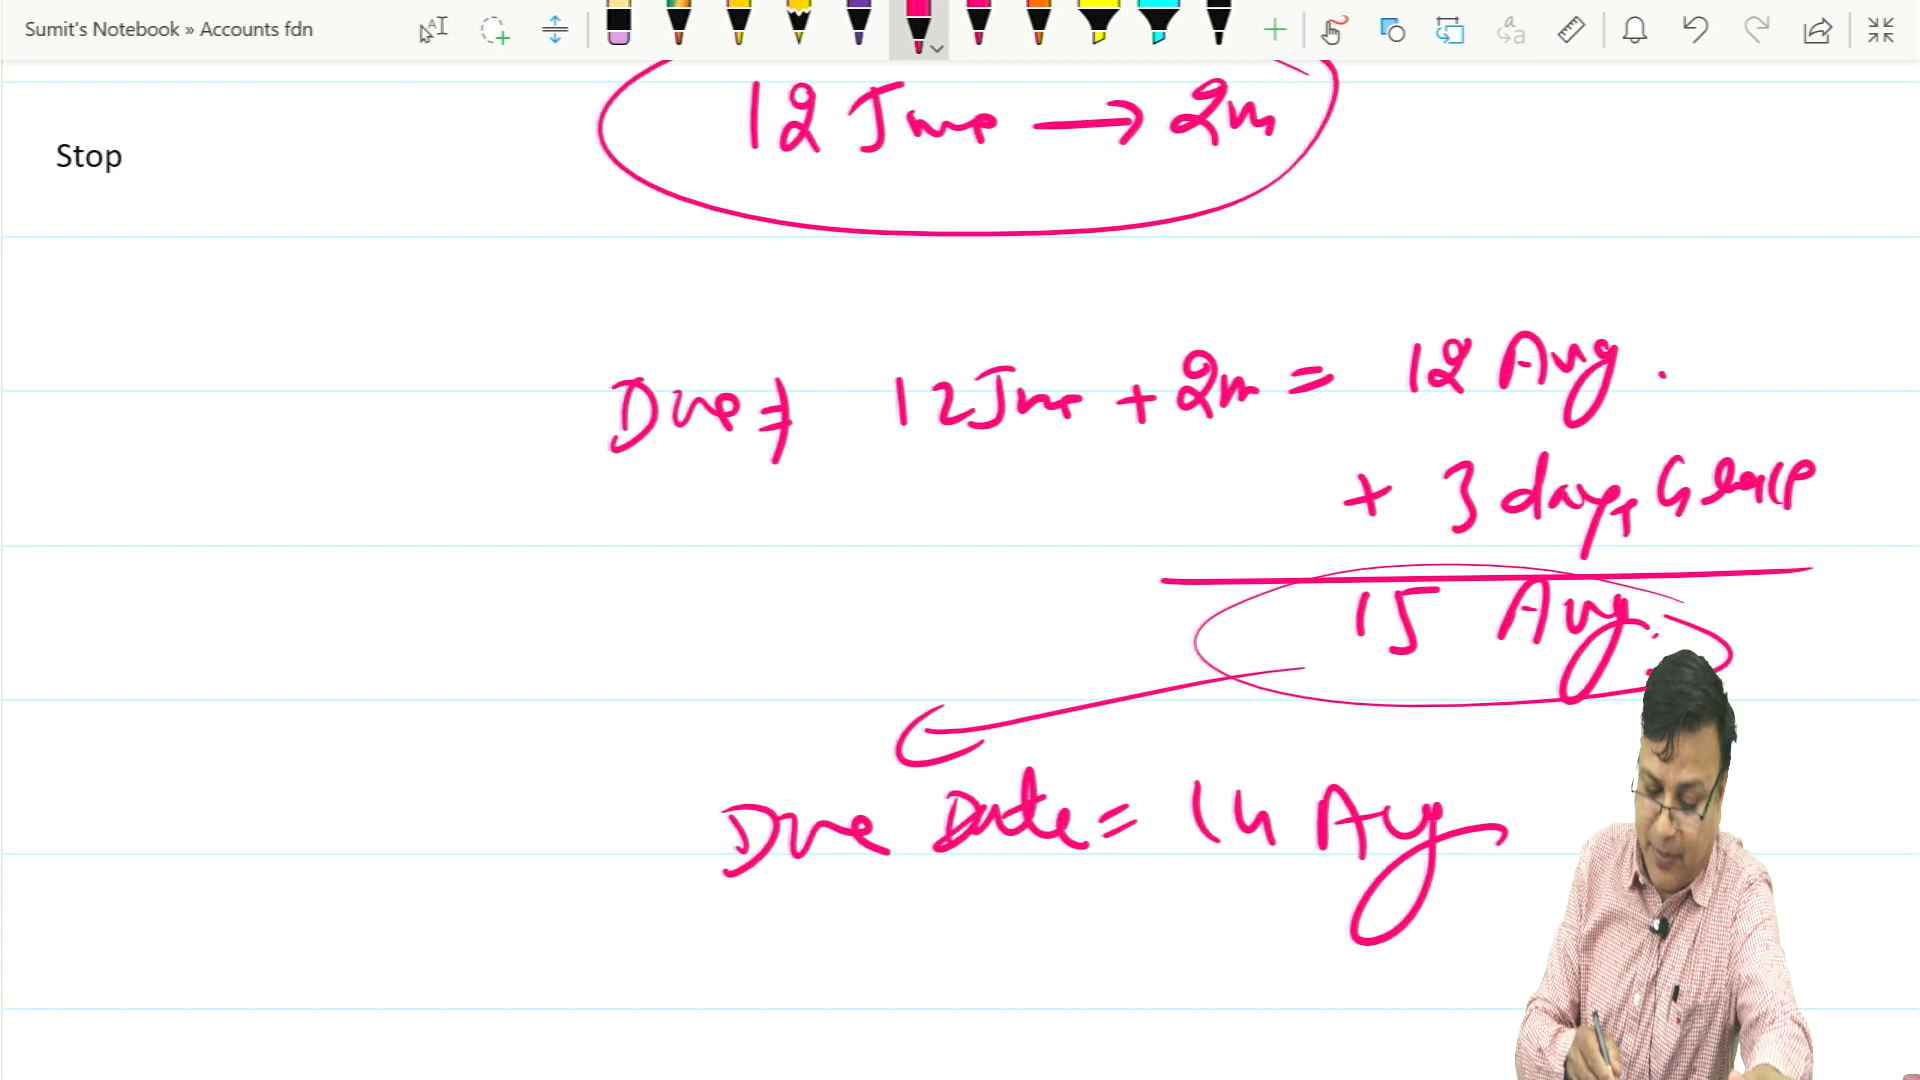 Sumit's Notebook » Accounts fdn
12 June → 2m
Stop
Due ⇒ 12 June + 2m = 12 Aug.
+ 3 days Grace
15 Aug.
Due Date = 14 Aug